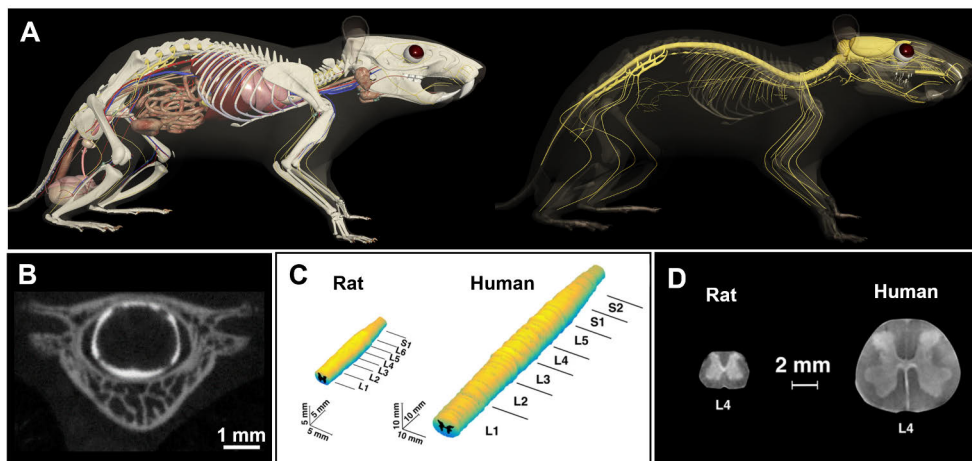 A
B
1 mm
C
Rat
Human
S1
L6
L5
L4
L3
L2
L1
5 mm
5 mm
5 mm
S2
S1
L5
L4
L3
L2
L1
10 mm
10 mm
10 mm
D
Rat
Human
2 mm
L4
L4